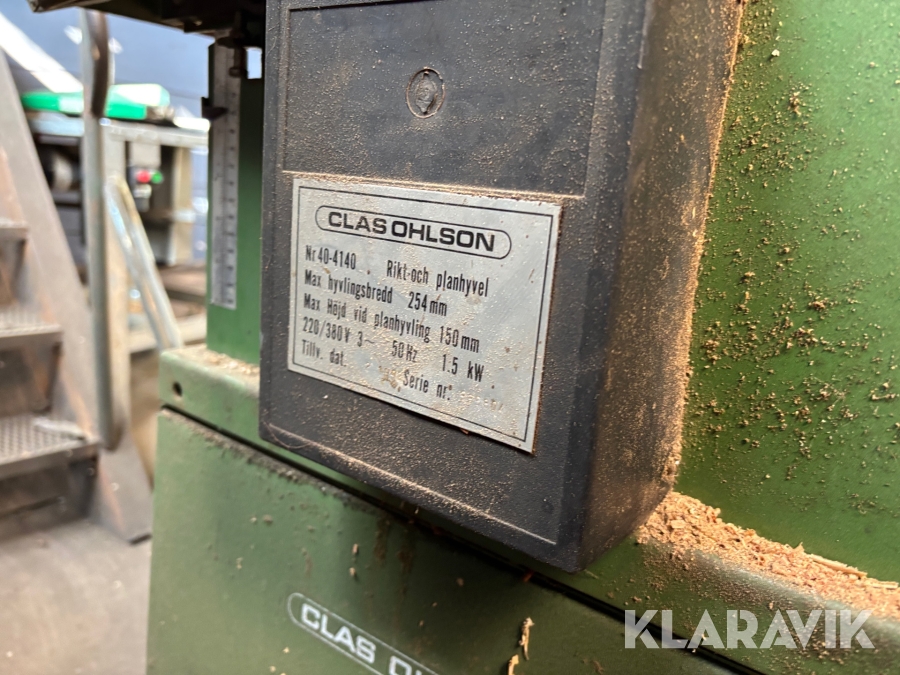 CLAS OHLSON
Nr 40-4140 . Rikt-och planhyvel
Max hyvlingsbredd 254 mm
Max Höjd vid planhyvling 150 mm
220/380 V 3~ 50 Hz 1.5 kW .
Tillv. dat. Serie nr:
CLAS OH
KLARAVIK